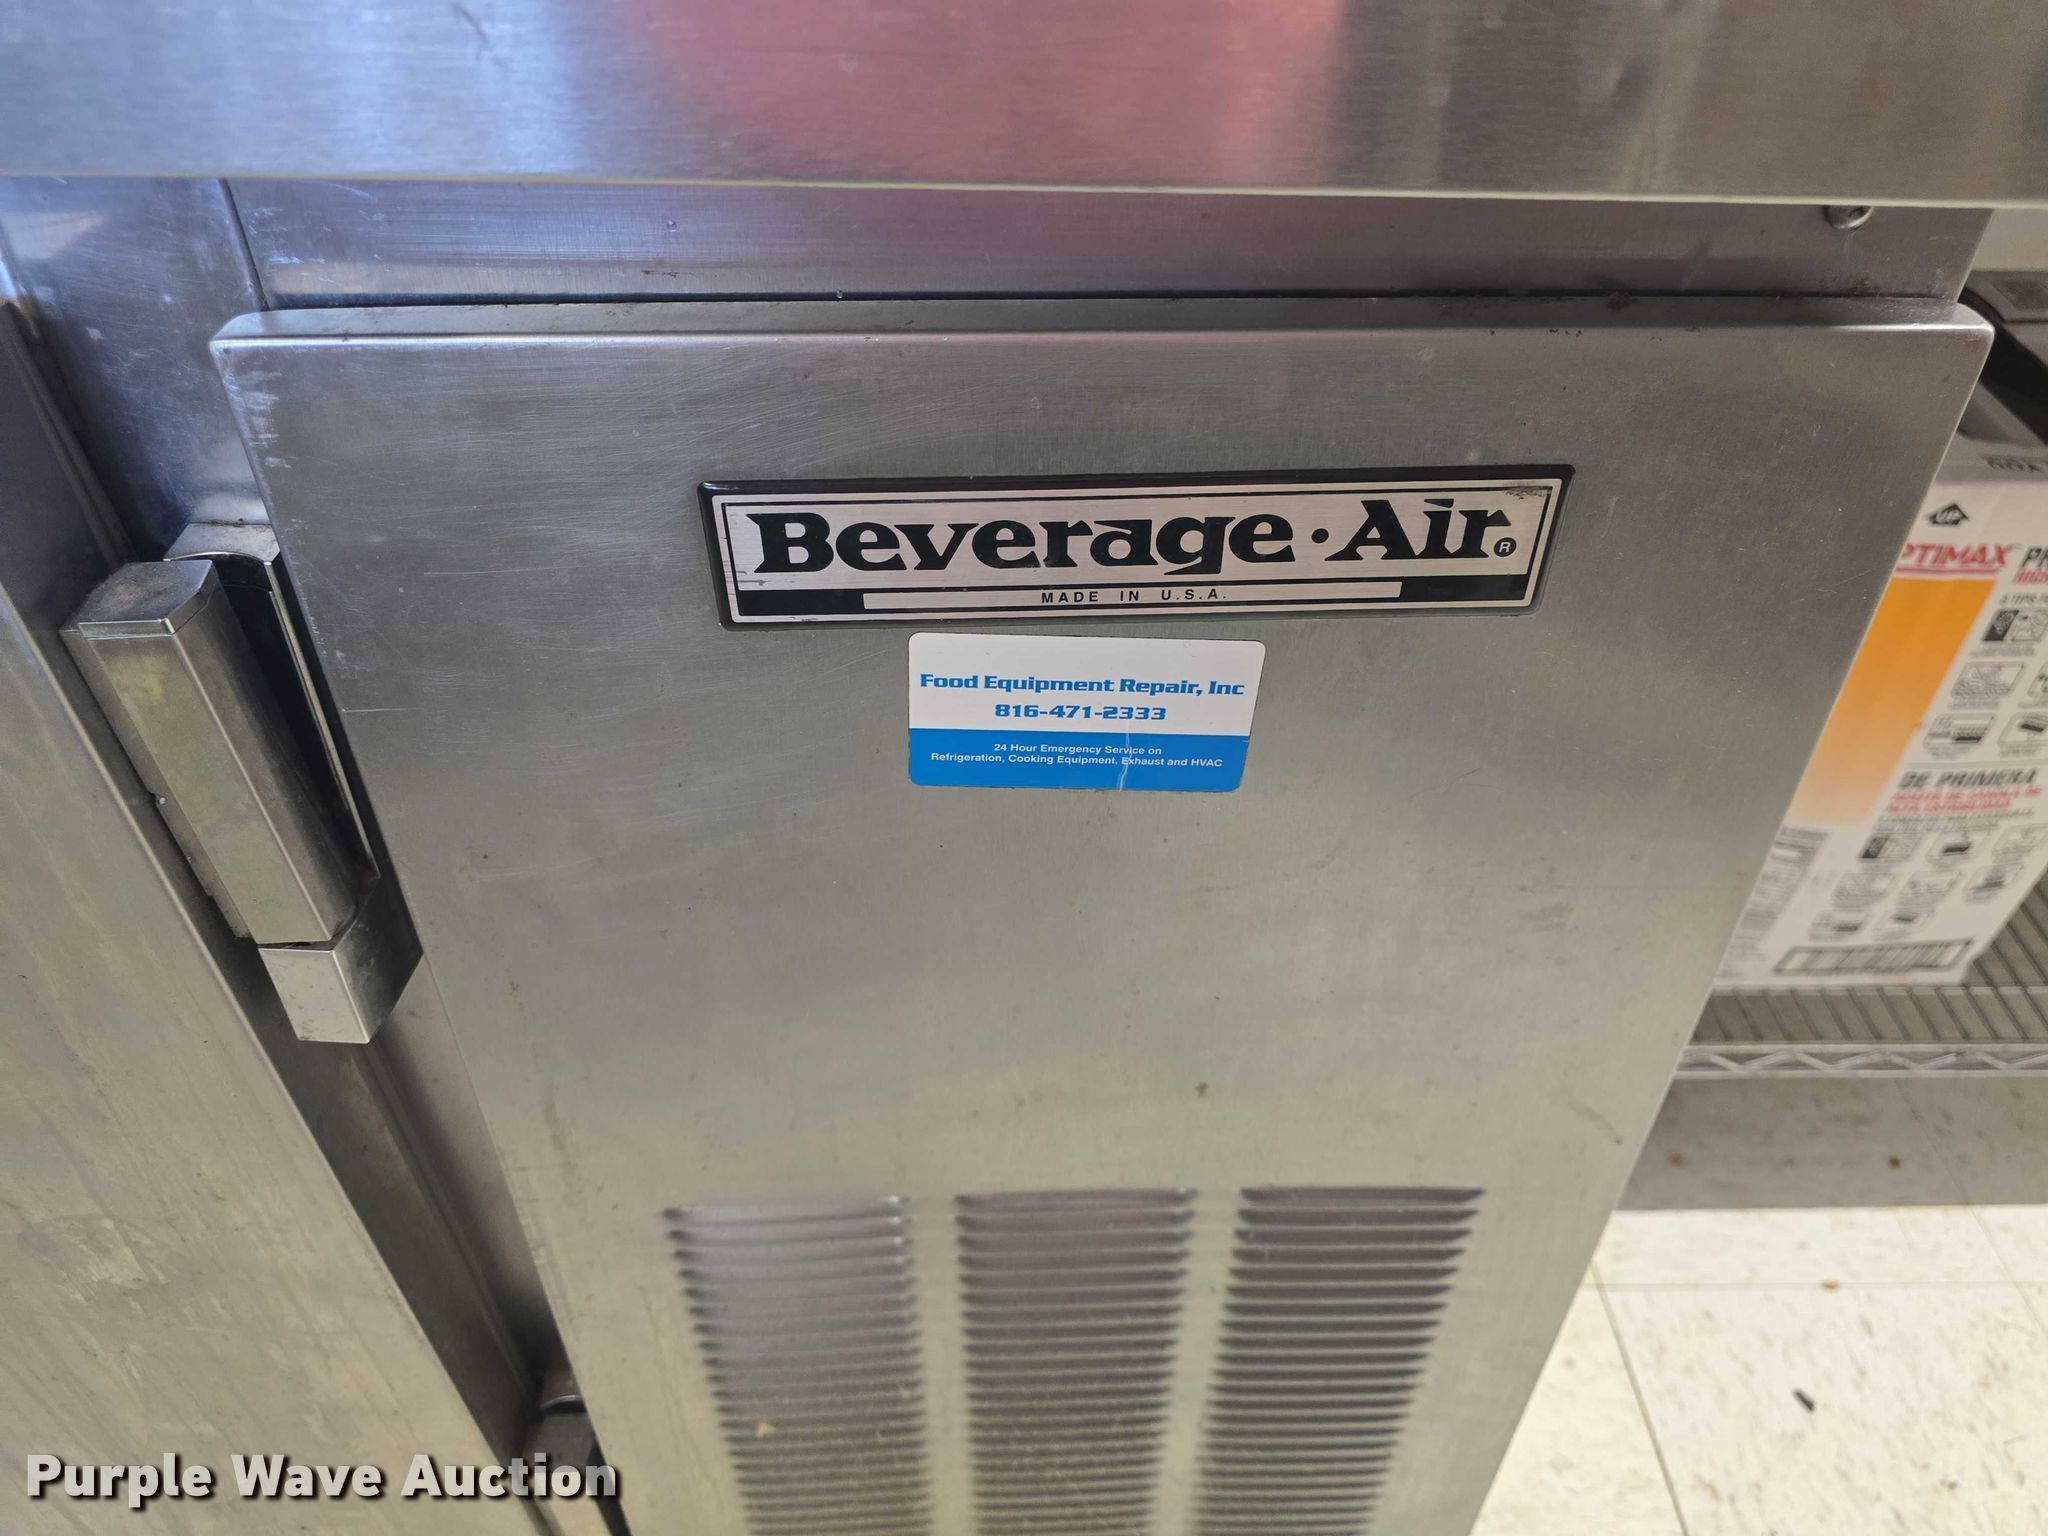 Beverage·Air®
MADE IN U.S.A.
Food Equipment Repair, Inc
816-471-2333
24 Hour Emergency Service on
Refrigeration, Cooking Equipment, Exhaust and HVAC
UP
PTIMAX
DE PRIMERA
Purple Wave Auction